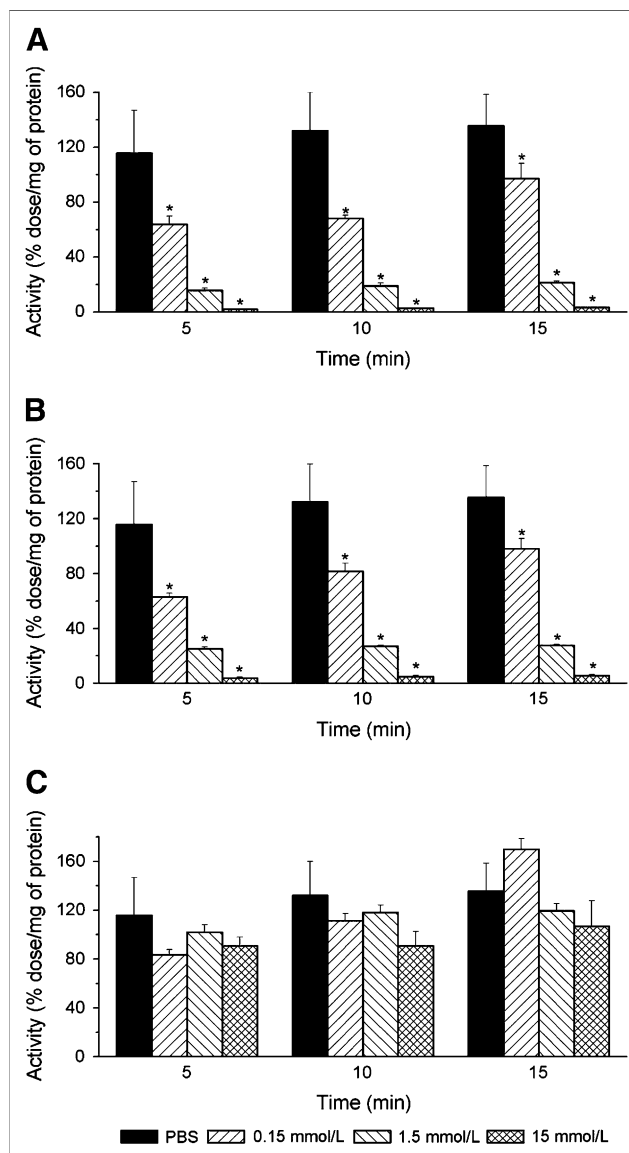 A
Activity (% dose/mg of protein)
160
120
80
40
0
* * *
* * *
* * *
5 10 15
Time (min)
B
Activity (% dose/mg of protein)
160
120
80
40
0
* * *
* * *
* * *
5 10 15
Time (min)
C
Activity (% dose/mg of protein)
160
120
80
40
0
5 10 15
Time (min)
PBS 0.15 mmol/L 1.5 mmol/L 15 mmol/L